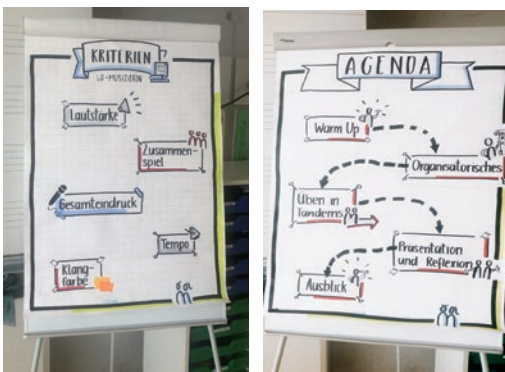 KRITERIEN
LB-MUSIZIEREN
Lautstärke
Zusammen-
spiel
Gesamteindruck
Tempo
Klang-
farbe
AGENDA
Warm Up
Organisatorisches
Üben in
Tandems
Präsentation
und Reflexion
Ausblick